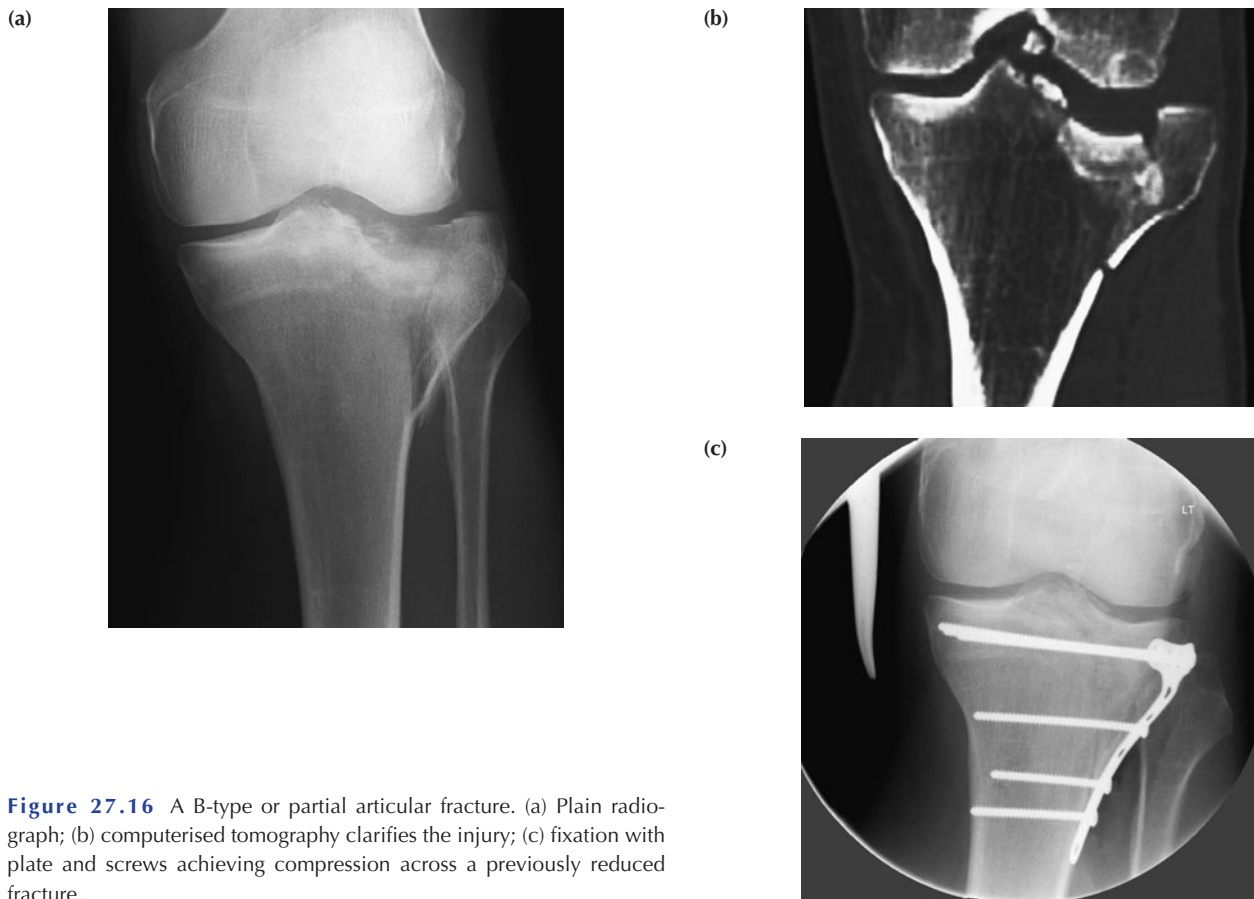 (a)
(b)
(c)
LT
Figure 27.16 A B-type or partial articular fracture. (a) Plain radio-
graph; (b) computerised tomography clarifies the injury; (c) fixation with
plate and screws achieving compression across a previously reduced
fracture.